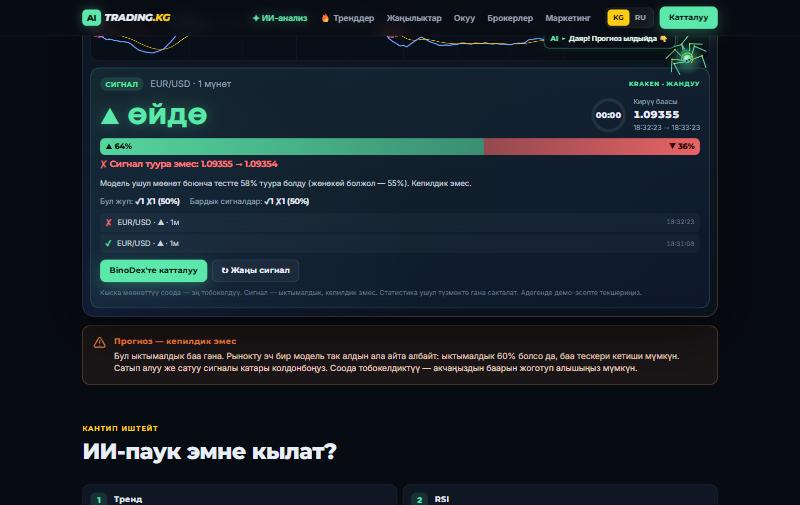 AI TRADING.KG
✦ ИИ-анализ 🔥 Трендлер Жаңылыктар Окуу Брокерлер Маркетинг KG RU Катталуу
AI ▸ Даяр! Прогноз ылдыйда 👇
СИГНАЛ EUR/USD · 1 мүнөт
KRAKEN · ЖАНДУУ
▲ ӨЙДӨ
00:00
Кирүү баасы
1.09355
18:32:23 → 18:33:23
▲ 64% ▼ 36%
✘ Сигнал туура эмес: 1.09355 → 1.09354
Модель ушул мөөнөт боюнча тестте 58% туура болду (жөнөкөй болжол — 55%). Кепилдик эмес.
Бул жуп: ✓1 ✗1 (50%) Бардык сигналдар: ✓1 ✗1 (50%)
✘ EUR/USD · ▲ · 1м 18:32:23
✔ EUR/USD · ▲ · 1м 18:31:08
BinoDex'те катталуу ↻ Жаңы сигнал
Кыска мөөнөттүү соода — эң тобокелдүү. Сигнал — ыктымалдык, кепилдик эмес. Статистика ушул түзмөктө гана сакталат. Адегенде демо-эсепте текшериңиз.
Прогноз — кепилдик эмес
Бул ыктымалдык баа гана. Рынокту эч бир модель так алдын ала айта албайт: ыктымалдык 60% болсо да, баа тескери кетиши мүмкүн.
Сатып алуу же сатуу сигналы катары колдонбоңуз. Соода тобокелдиктүү — акчаңыздын баарын жоготуп алышыңыз мүмкүн.
КАНТИП ИШТЕЙТ
ИИ-паук эмне кылат?
1 Тренд
2 RSI